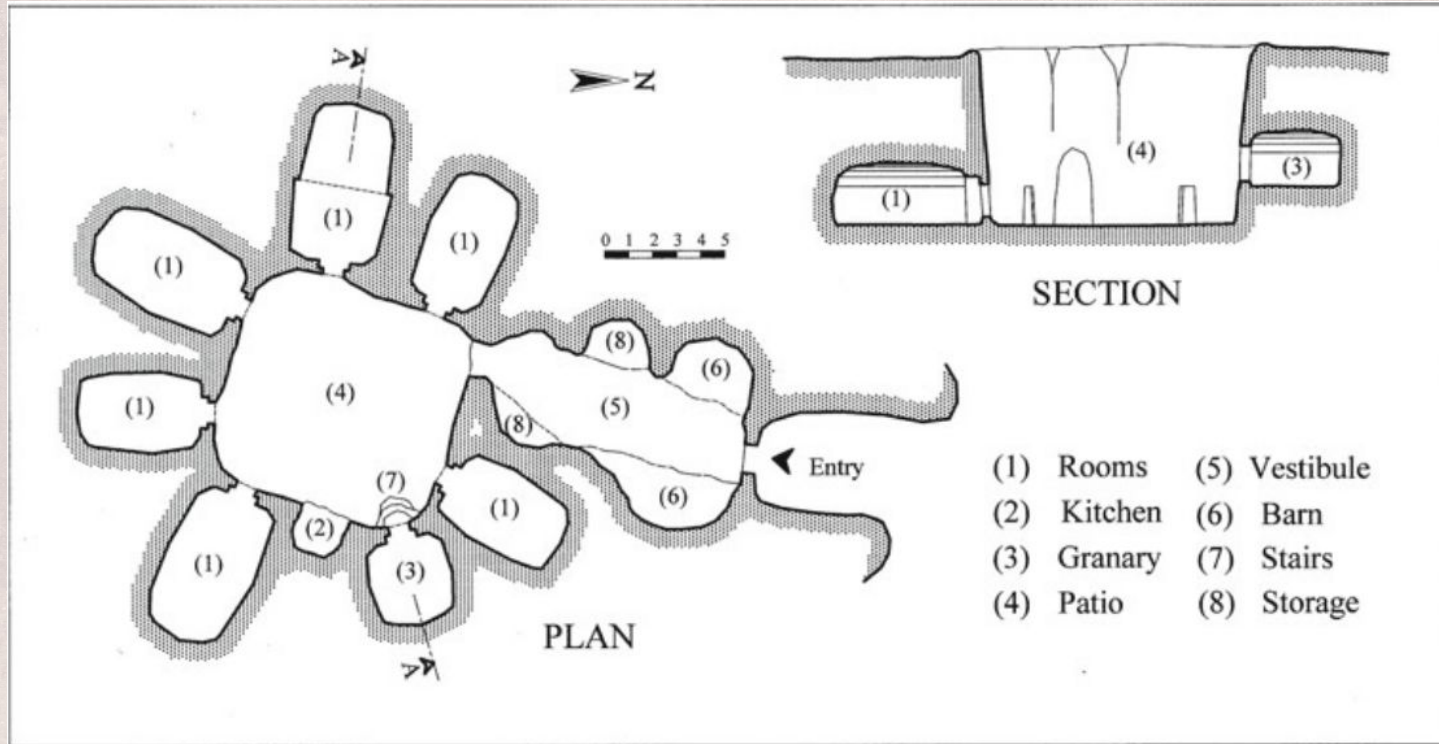 A
N
(1)
(1)
(1)
(1)
(4)
(7)
(2)
(1)
(3)
(1)
(8)
(5)
(8)
(6)
(6)
Entry
A
PLAN
0 1 2 3 4 5
(4)
(3)
(1)
SECTION
(1) Rooms
(2) Kitchen
(3) Granary
(4) Patio
(5) Vestibule
(6) Barn
(7) Stairs
(8) Storage